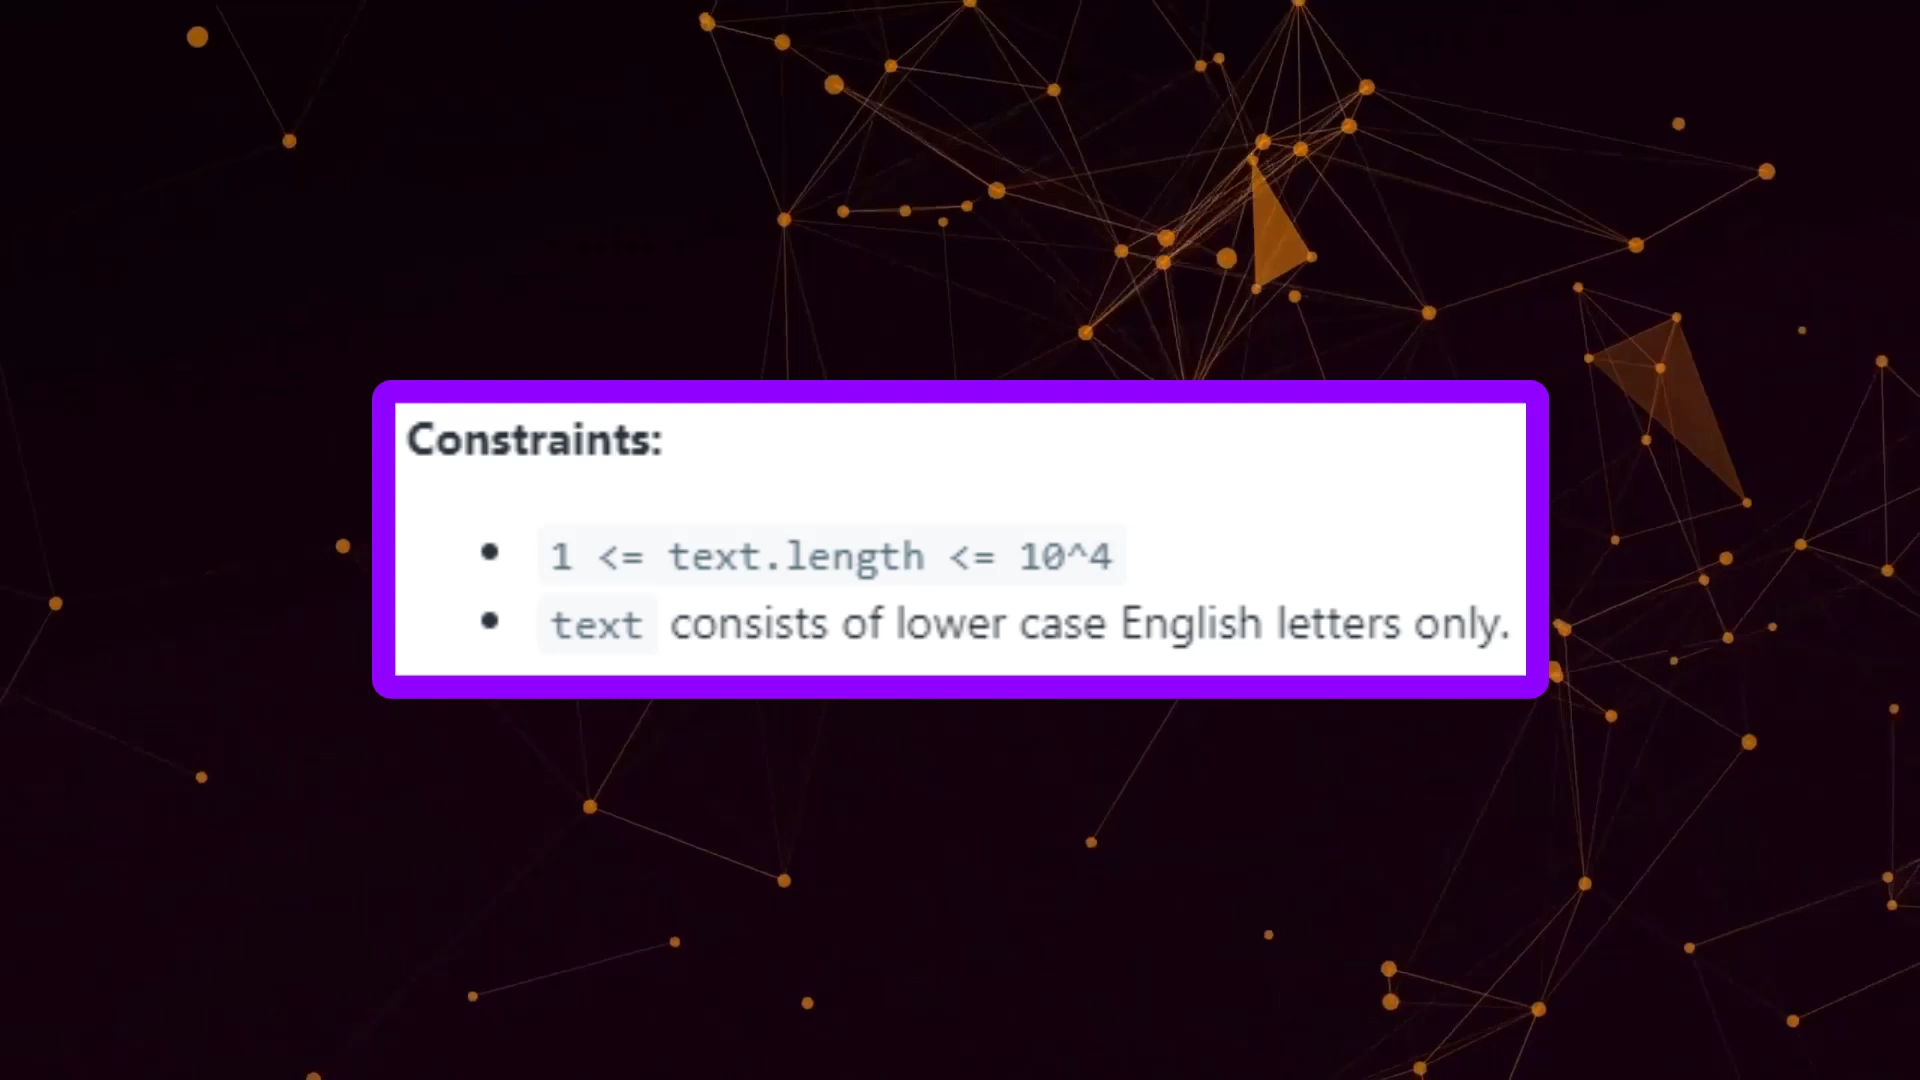 Constraints:
1 <= text.length <= 10^4
text consists of lower case English letters only.